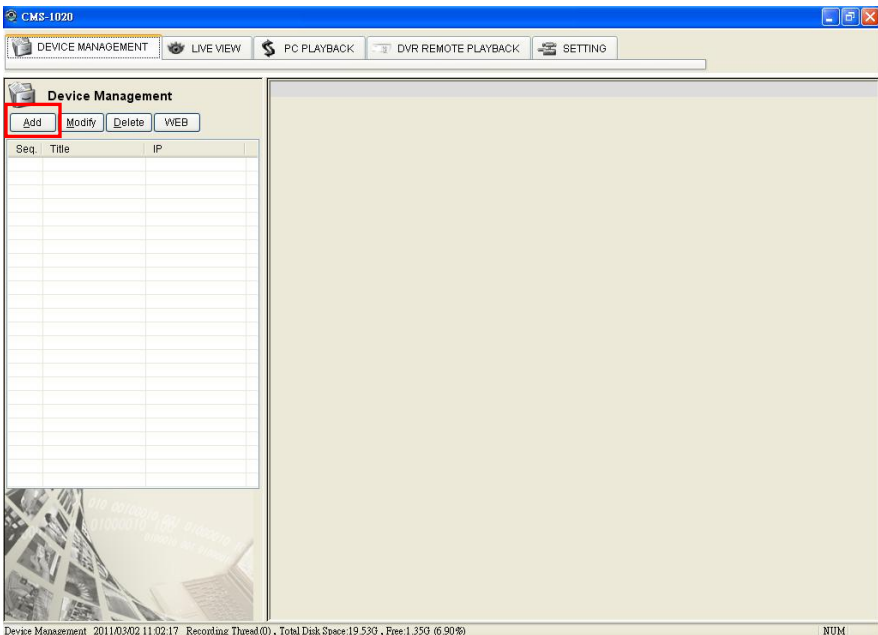 CMS-1020
DEVICE MANAGEMENT LIVE VIEW PC PLAYBACK DVR REMOTE PLAYBACK SETTING
Device Management
Add Modify Delete WEB
Seq. Title IP
Device Management 2011/03/02 11:02:17 Recording Thread(0) , Total Disk Space:19.53G , Free:1.35G (6.90%) NUM